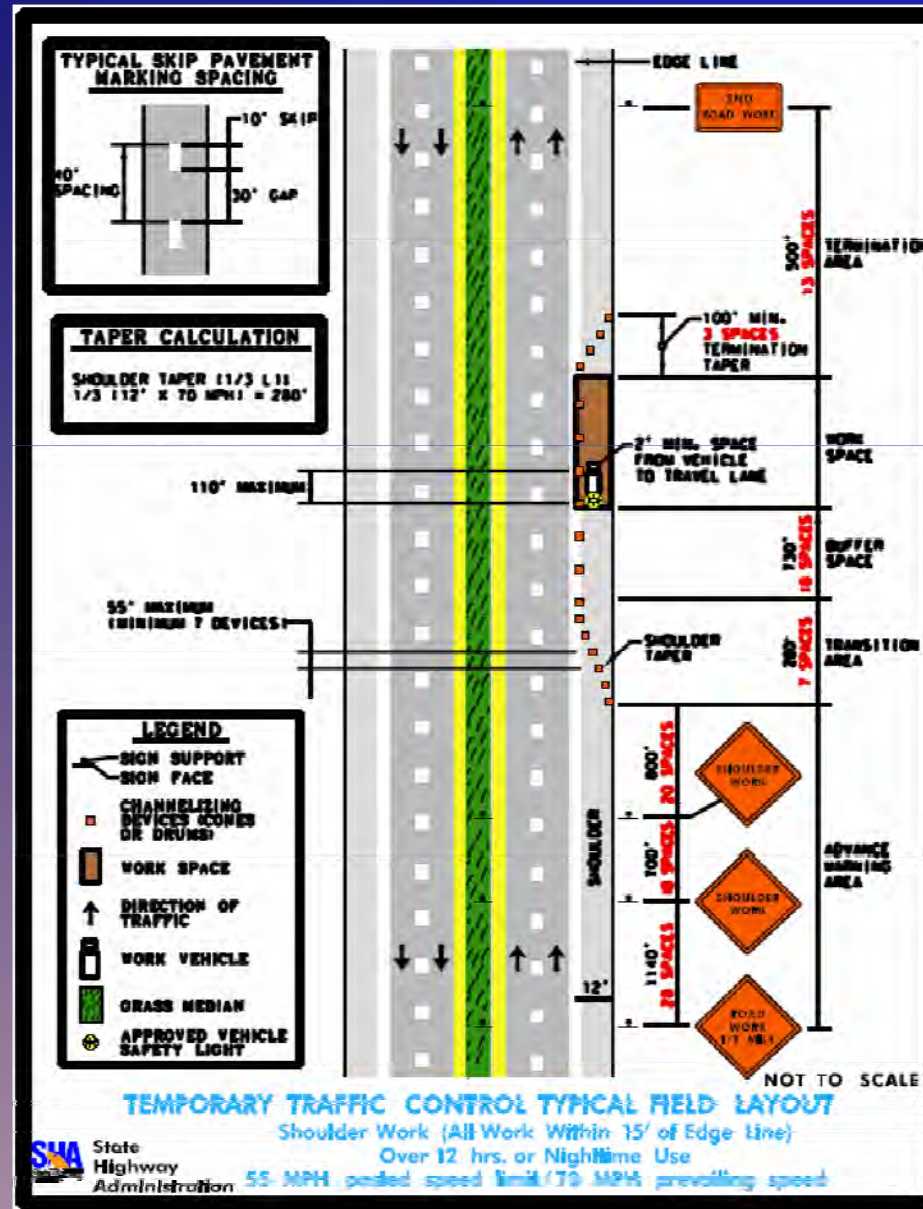 TYPICAL SKIP PAVEMENT
MARKING SPACING
10' SKIP
40'
SPACING
30' GAP
TAPER CALCULATION
SHOULDER TAPER (1/3 L):
1/3 (12' X 70 MPH) = 280'
110' MAXIMUM
55' MAXIMUM
(MINIMUM 7 DEVICES)
LEGEND
SIGN SUPPORT
SIGN FACE
CHANNELIZING
DEVICES (CONES
OR DRUMS)
WORK SPACE
DIRECTION OF
TRAFFIC
WORK VEHICLE
GRASS MEDIAN
APPROVED VEHICLE
SAFETY LIGHT
EDGE LINE
END
ROAD WORK
500'
13 SPACES
TERMINATION
AREA
100' MIN.
3 SPACES
TERMINATION
TAPER
2' MIN. SPACE
FROM VEHICLE
TO TRAVEL LANE
WORK
SPACE
730'
18 SPACES
BUFFER
SPACE
SHOULDER
TAPER
280'
7 SPACES
TRANSITION
AREA
800'
20 SPACES
SHOULDER
WORK
SHOULDER
700'
18 SPACES
SHOULDER
WORK
ADVANCE
WARNING
AREA
1140'
28 SPACES
12'
ROAD
WORK
MILE
NOT TO SCALE
TEMPORARY TRAFFIC CONTROL TYPICAL FIELD LAYOUT
Shoulder Work (All Work Within 15' of Edge Line)
Over 12 hrs. or Nighttime Use
55 MPH posted speed limit/70 MPH prevailing speed
SHA
State
Highway
Administration